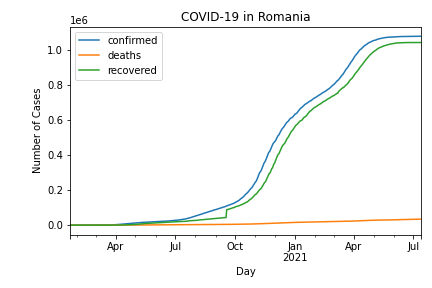 COVID-19 in Romania
1e6
confirmed
deaths
recovered
Number of Cases
1.0
0.8
0.6
0.4
0.2
0.0
Apr Jul Oct Jan Apr Jul
2021
Day